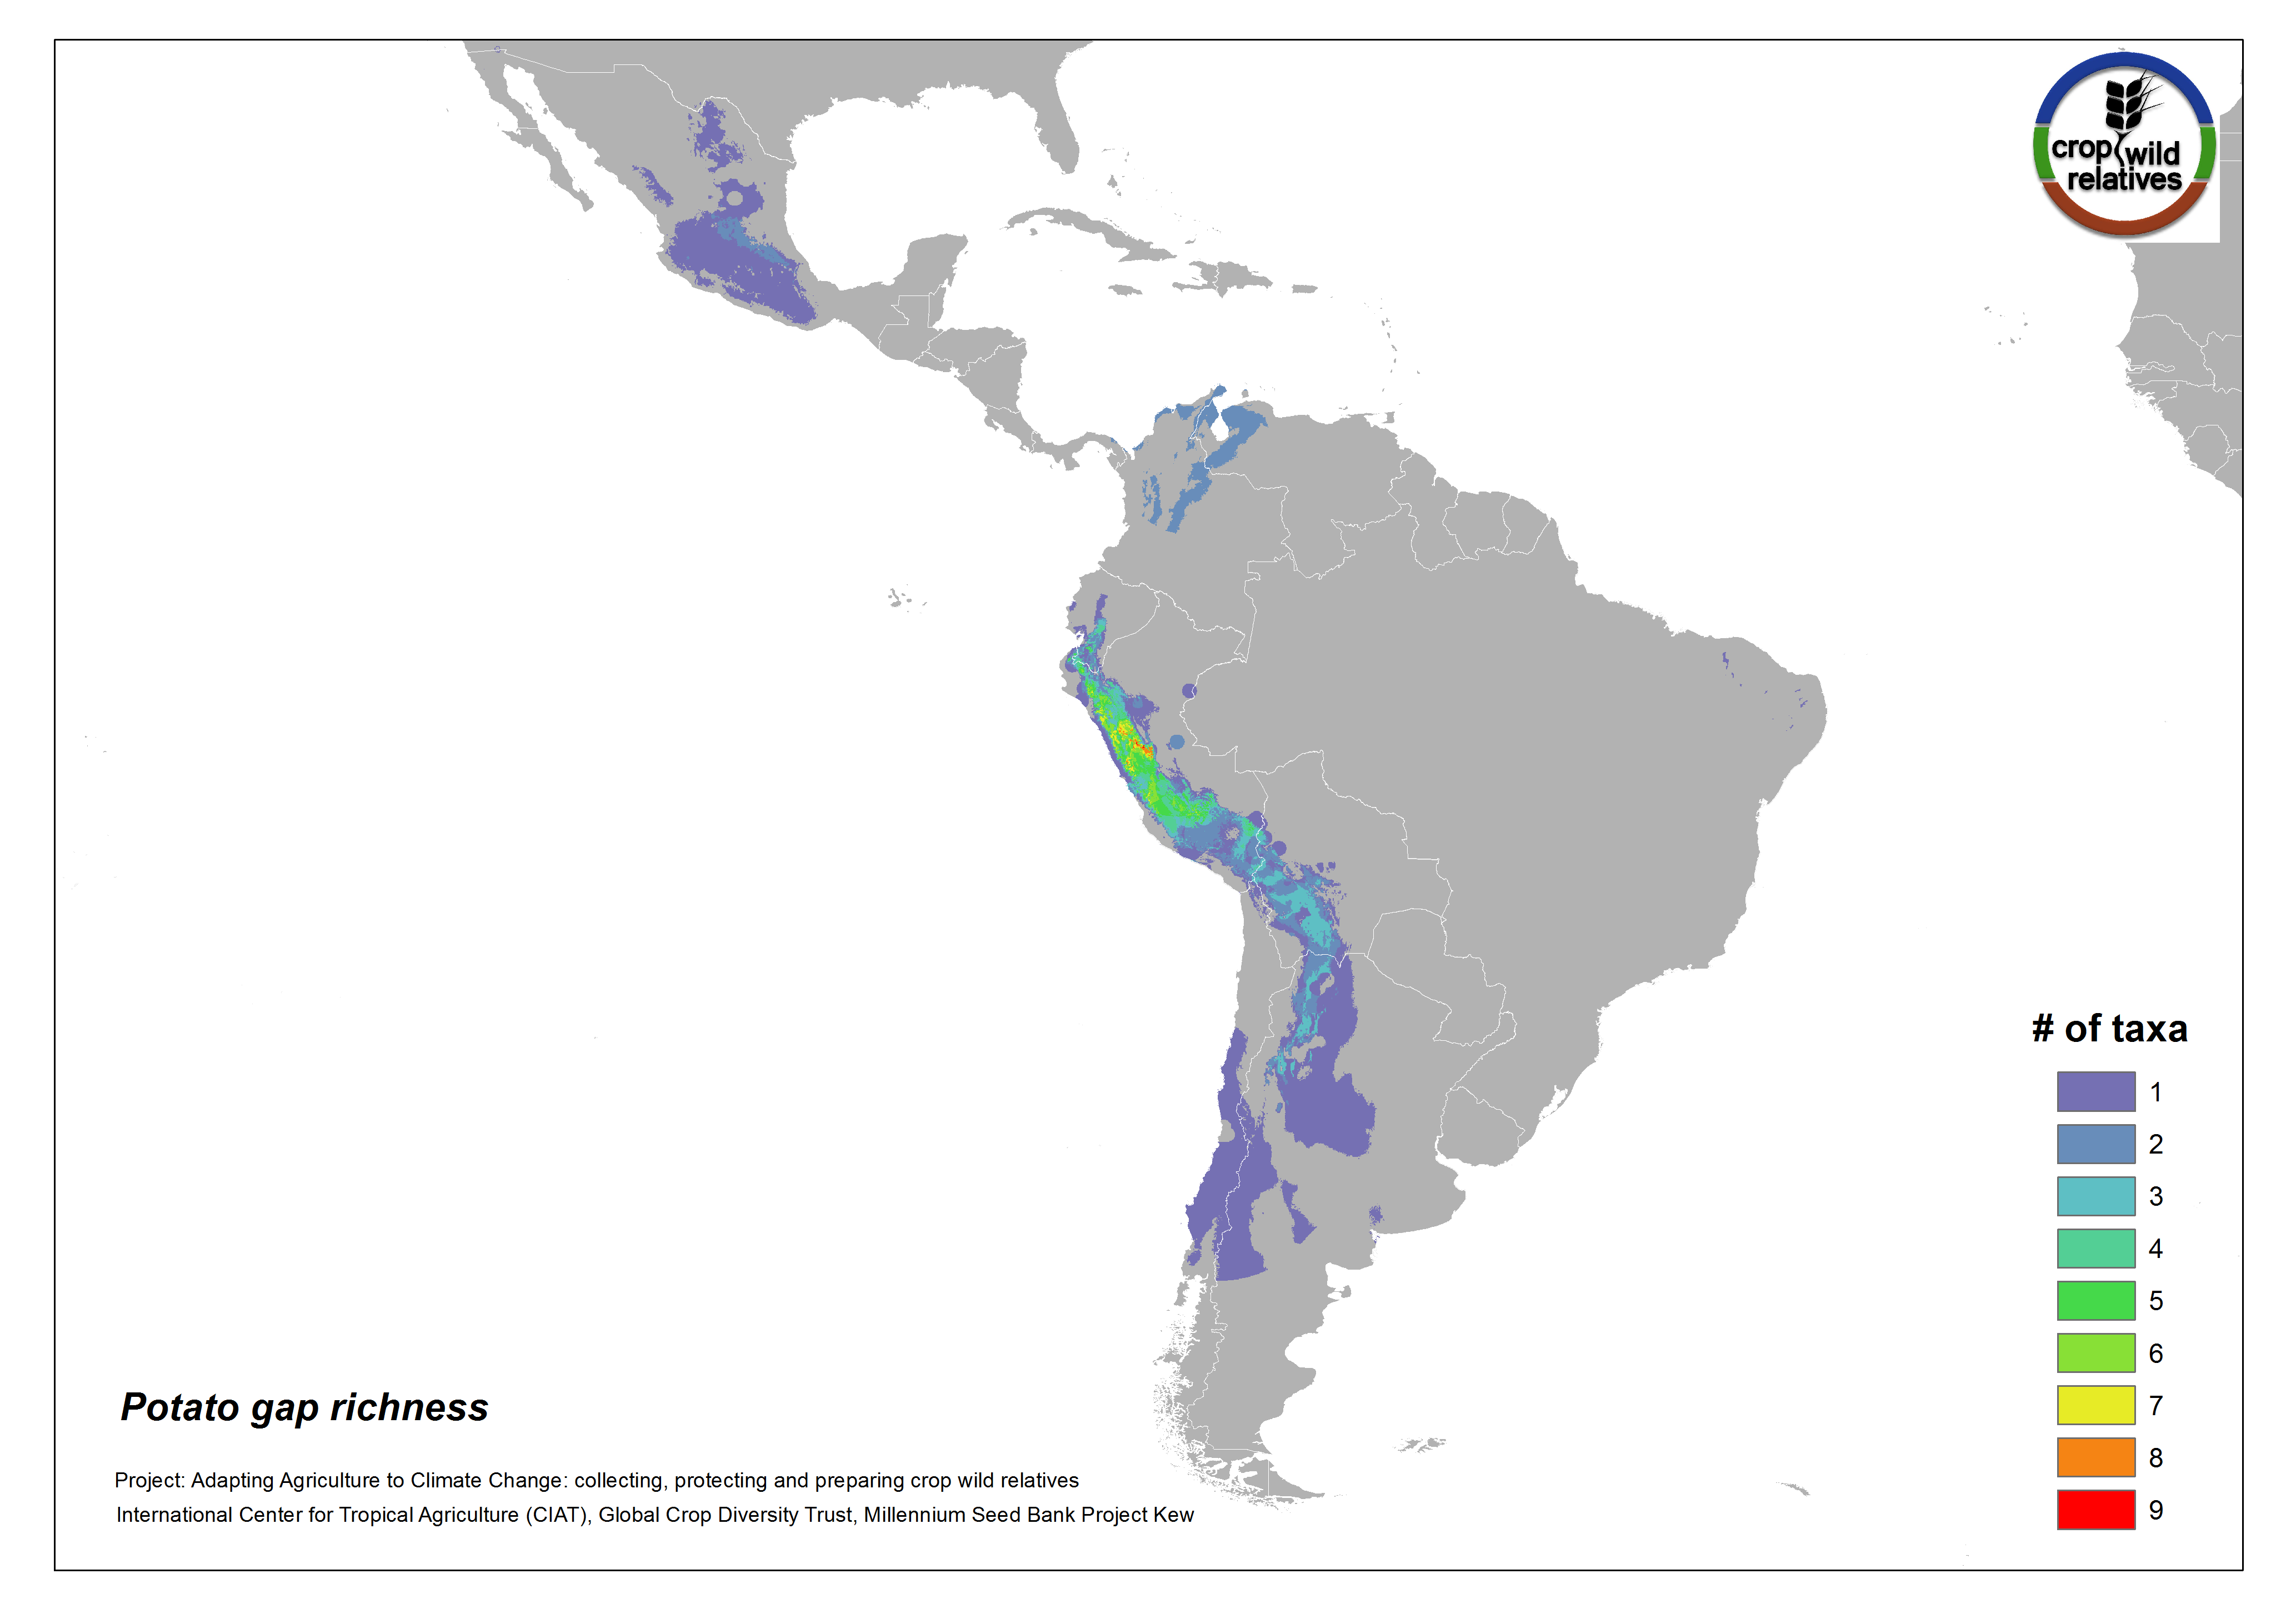 crop wild
relatives
# of taxa
1
2
3
4
5
6
7
8
9
Potato gap richness
Project: Adapting Agriculture to Climate Change: collecting, protecting and preparing crop wild relatives
International Center for Tropical Agriculture (CIAT), Global Crop Diversity Trust, Millennium Seed Bank Project Kew